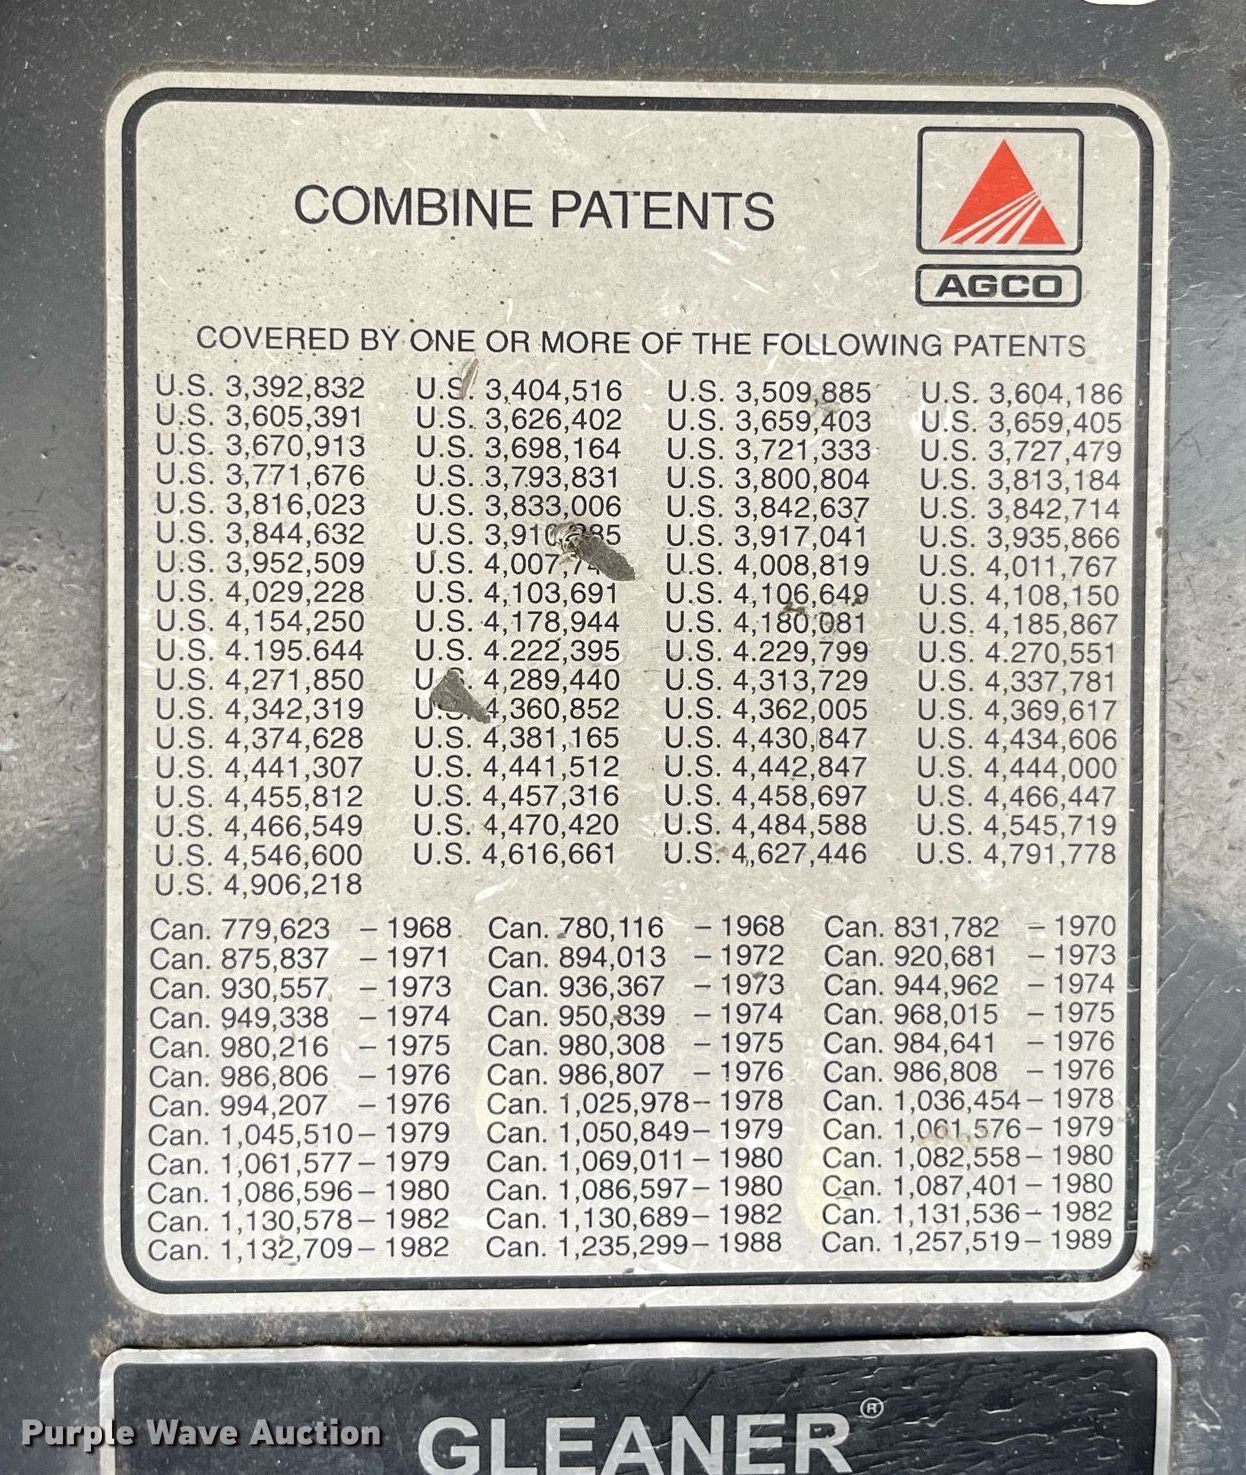 AGCO
COMBINE PATENTS
COVERED BY ONE OR MORE OF THE FOLLOWING PATENTS
U.S. 3,392,832 U.S. 3,404,516 U.S. 3,509,885 U.S. 3,604,186
U.S. 3,605,391 U.S. 3,626,402 U.S. 3,659,403 U.S. 3,659,405
U.S. 3,670,913 U.S. 3,698,164 U.S. 3,721,333 U.S. 3,727,479
U.S. 3,771,676 U.S. 3,793,831 U.S. 3,800,804 U.S. 3,813,184
U.S. 3,816,023 U.S. 3,833,006 U.S. 3,842,637 U.S. 3,842,714
U.S. 3,844,632 U.S. U.S. 3,917,041 U.S. 3,935,866
U.S. 3,952,509 U.S. U.S. 4,008,819 U.S. 4,011,767
U.S. 4,029,228 U.S. 4,103,691 U.S. 4,106,649 U.S. 4,108,150
U.S. 4,154,250 U.S. 4,178,944 U.S. 4,180,081 U.S. 4,185,867
U.S. 4.195.644 U.S. 4.222,395 U.S. 4.229,799 U.S. 4.270,551
U.S. 4,271,850 U.S. 4,289,440 U.S. 4,313,729 U.S. 4,337,781
U.S. 4,342,319 U.S. 4,360,852 U.S. 4,362,005 U.S. 4,369,617
U.S. 4,374,628 U.S. 4,381,165 U.S. 4,430,847 U.S. 4,434,606
U.S. 4,441,307 U.S. 4,441,512 U.S. 4,442,847 U.S. 4,444,000
U.S. 4,455,812 U.S. 4,457,316 U.S. 4,458,697 U.S. 4,466,447
U.S. 4,466,549 U.S. 4,470,420 U.S. 4,484,588 U.S. 4,545,719
U.S. 4,546,600 U.S. 4,616,661 U.S. 4,627,446 U.S. 4,791,778
U.S. 4,906,218
Can. 779,623 – 1968 Can. 780,116 – 1968 Can. 831,782 – 1970
Can. 875,837 – 1971 Can. 894,013 – 1972 Can. 920,681 – 1973
Can. 930,557 – 1973 Can. 936,367 – 1973 Can. 944,962 – 1974
Can. 949,338 – 1974 Can. 950,839 – 1974 Can. 968,015 – 1975
Can. 980,216 – 1975 Can. 980,308 – 1975 Can. 984,641 – 1976
Can. 986,806 – 1976 Can. 986,807 – 1976 Can. 986,808 – 1976
Can. 994,207 – 1976 Can. 1,025,978 – 1978 Can. 1,036,454 – 1978
Can. 1,045,510 – 1979 Can. 1,050,849 – 1979 Can. 1,061,576 – 1979
Can. 1,061,577 – 1979 Can. 1,069,011 – 1980 Can. 1,082,558 – 1980
Can. 1,086,596 – 1980 Can. 1,086,597 – 1980 Can. 1,087,401 – 1980
Can. 1,130,578 – 1982 Can. 1,130,689 – 1982 Can. 1,131,536 – 1982
Can. 1,132,709 – 1982 Can. 1,235,299 – 1988 Can. 1,257,519 – 1989
GLEANER®
Purple Wave Auction